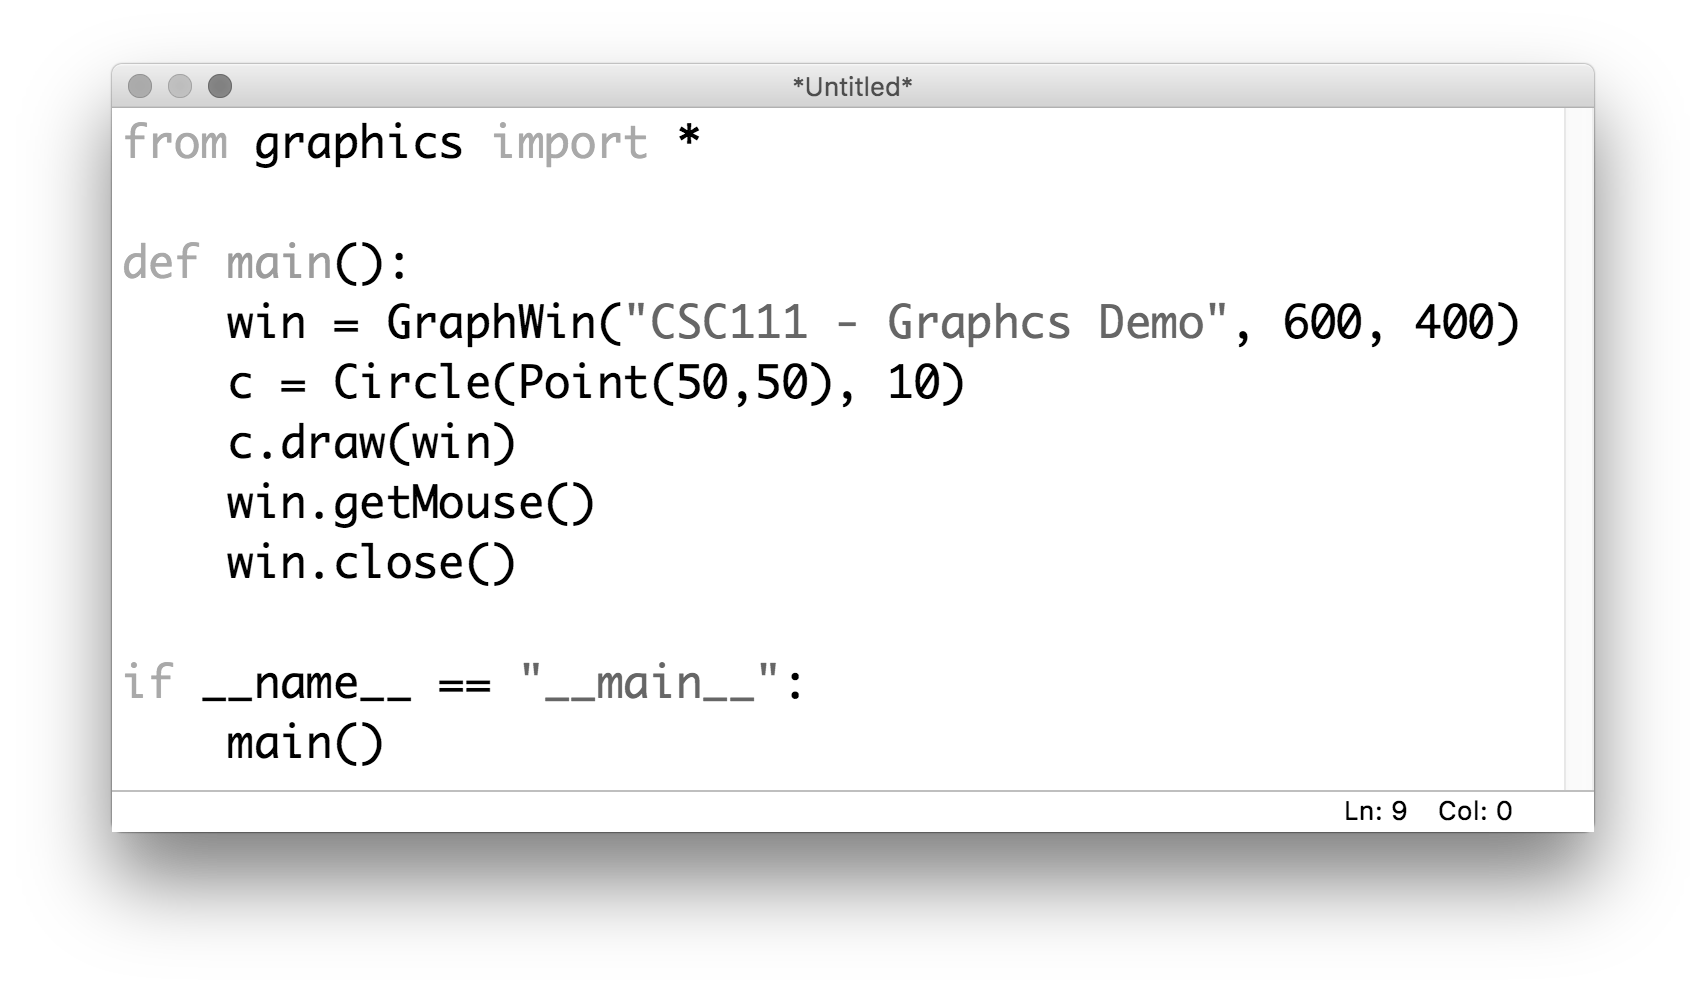 *Untitled*
from graphics import *
def main():
    win = GraphWin("CSC111 - Graphcs Demo", 600, 400)
    c = Circle(Point(50,50), 10)
    c.draw(win)
    win.getMouse()
    win.close()
if __name__ == "__main__":
    main()
Ln: 9 Col: 0